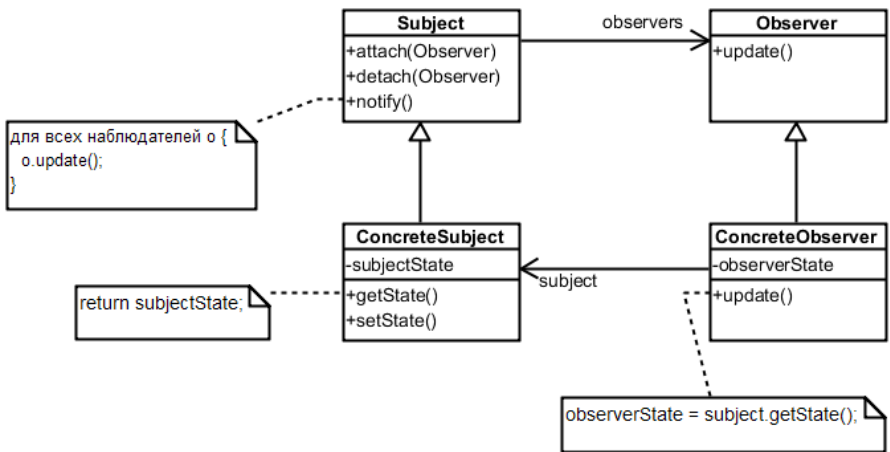 Subject
+attach(Observer)
+detach(Observer)
+notify()
observers
Observer
+update()
для всех наблюдателей o {
o.update();
}
ConcreteSubject
-subjectState
+getState()
+setState()
subject
ConcreteObserver
-observerState
+update()
return subjectState;
observerState = subject.getState();